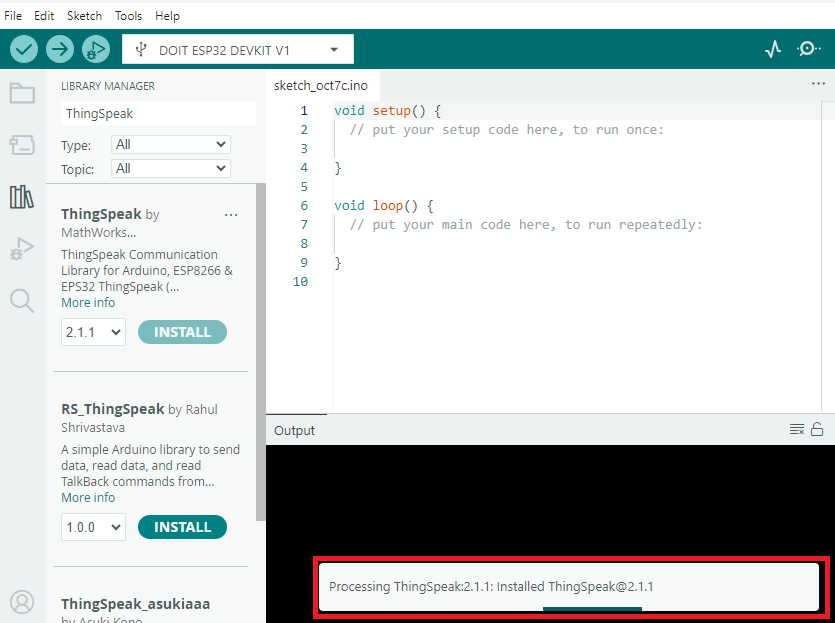 File Edit Sketch Tools Help
DOIT ESP32 DEVKIT V1
LIBRARY MANAGER
ThingSpeak
Type: All
Topic: All
ThingSpeak by
MathWorks...
ThingSpeak Communication
Library for Arduino, ESP8266 &
EPS32 ThingSpeak (...
More info
2.1.1 INSTALL
RS_ThingSpeak by Rahul
Shrivastava
A simple Arduino library to send
data, read data, and read
TalkBack commands from...
More info
1.0.0 INSTALL
ThingSpeak_asukiaaa
by Asuki Kono
sketch_oct7c.ino
1 void setup() {
2 // put your setup code here, to run once:
3
4 }
5
6 void loop() {
7 // put your main code here, to run repeatedly:
8
9 }
10
Output
Processing ThingSpeak:2.1.1: Installed ThingSpeak@2.1.1